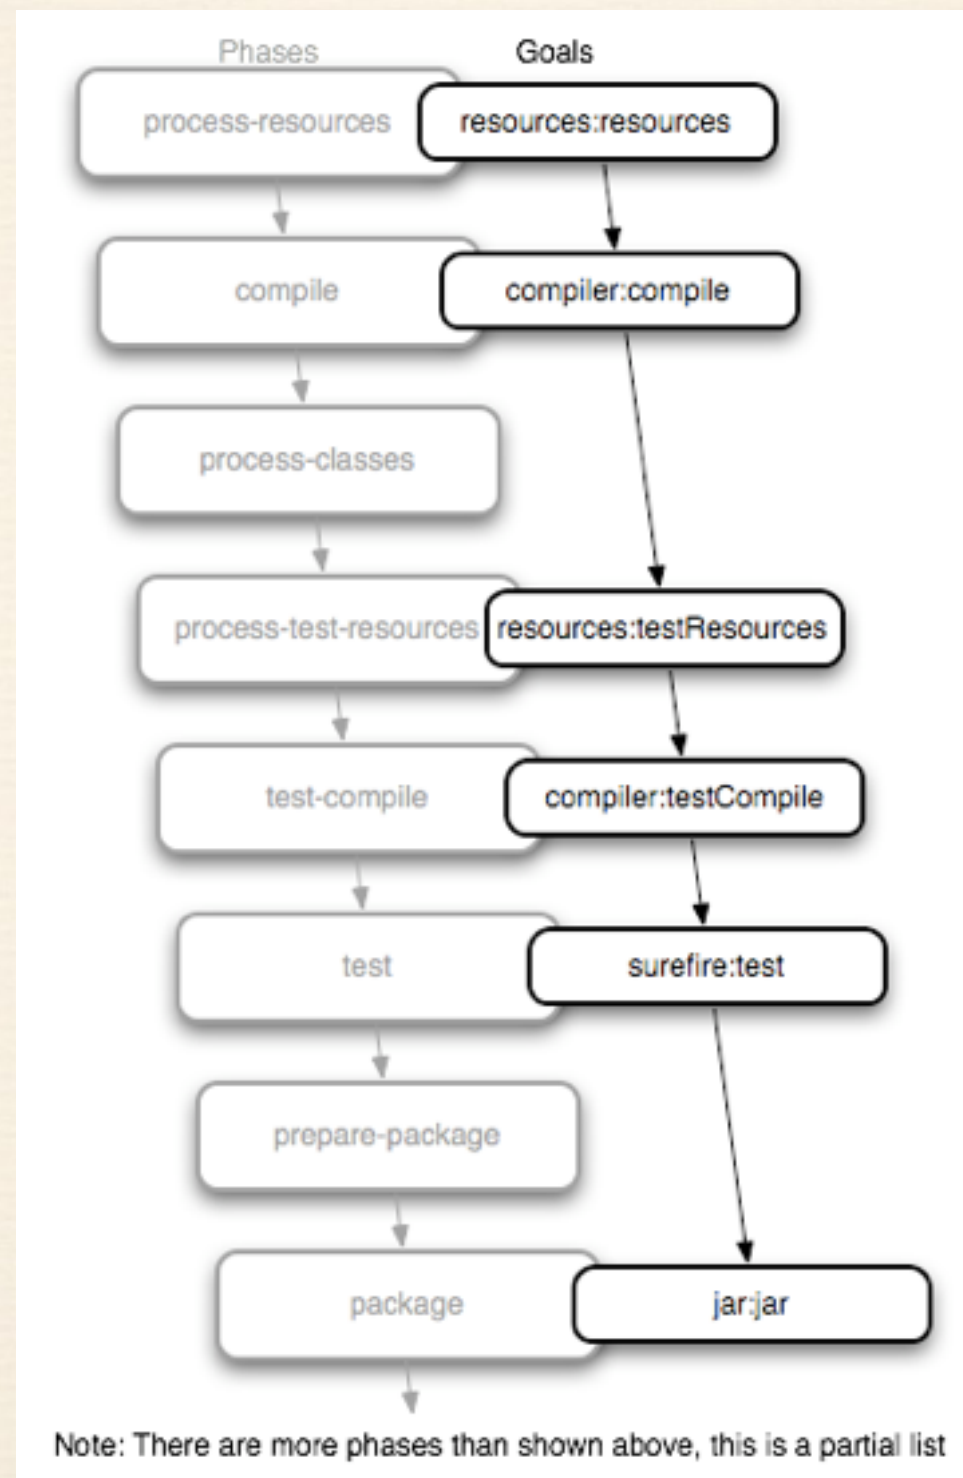 Phases Goals
process-resources resources:resources
compile compiler:compile
process-classes
process-test-resources resources:testResources
test-compile compiler:testCompile
test surefire:test
prepare-package
package jar:jar
Note: There are more phases than shown above, this is a partial list